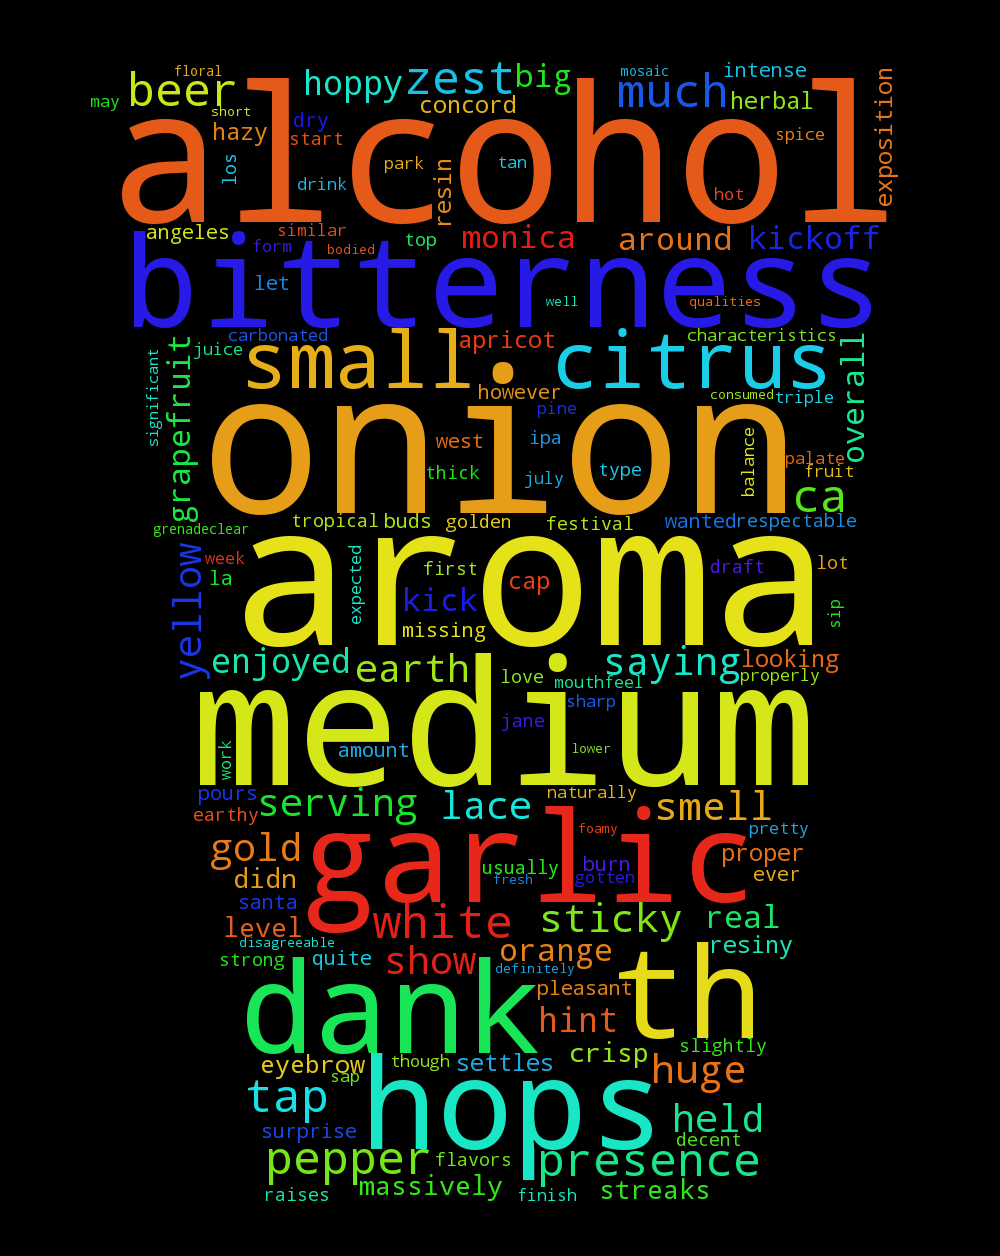 floral
mosaic
intense
beer
hoppy
zest
big
much
herbal
may
short
concord
alcohol
hazy
dry
start
spice
exposition
los
drink
park
resin
tan
hot
angeles
similar
form
bodied
top
monica
around
kickoff
bitterness
let
well
qualities
carbonated
characteristics
juice
small
apricot
citrus
overall
significant
grapefruit
however
consumed
triple
pine
onion
west
ipa
balance
palate
thick
july
type
fruit
ca
grenadeclear
tropical
buds
golden
festival
wanted
respectable
yellow
week
la
expected
aroma
first
cap
draft
lot
kick
sip
missing
enjoyed
earth
saying
looking
love
mouthfeel
properly
medium
sharp
jane
work
amount
lower
pours
serving
lace
naturally
smell
earthy
garlic
foamy
pretty
gold
proper
didn
usually
burn
ever
fresh
gotten
santa
level
white
sticky
real
disagreeable
orange
resiny
strong
quite
show
definitely
dank
pleasant
th
hint
eyebrow
though
settles
crisp
slightly
sap
huge
tap
hops
held
surprise
decent
pepper
flavors
presence
raises
massively
finish
streaks